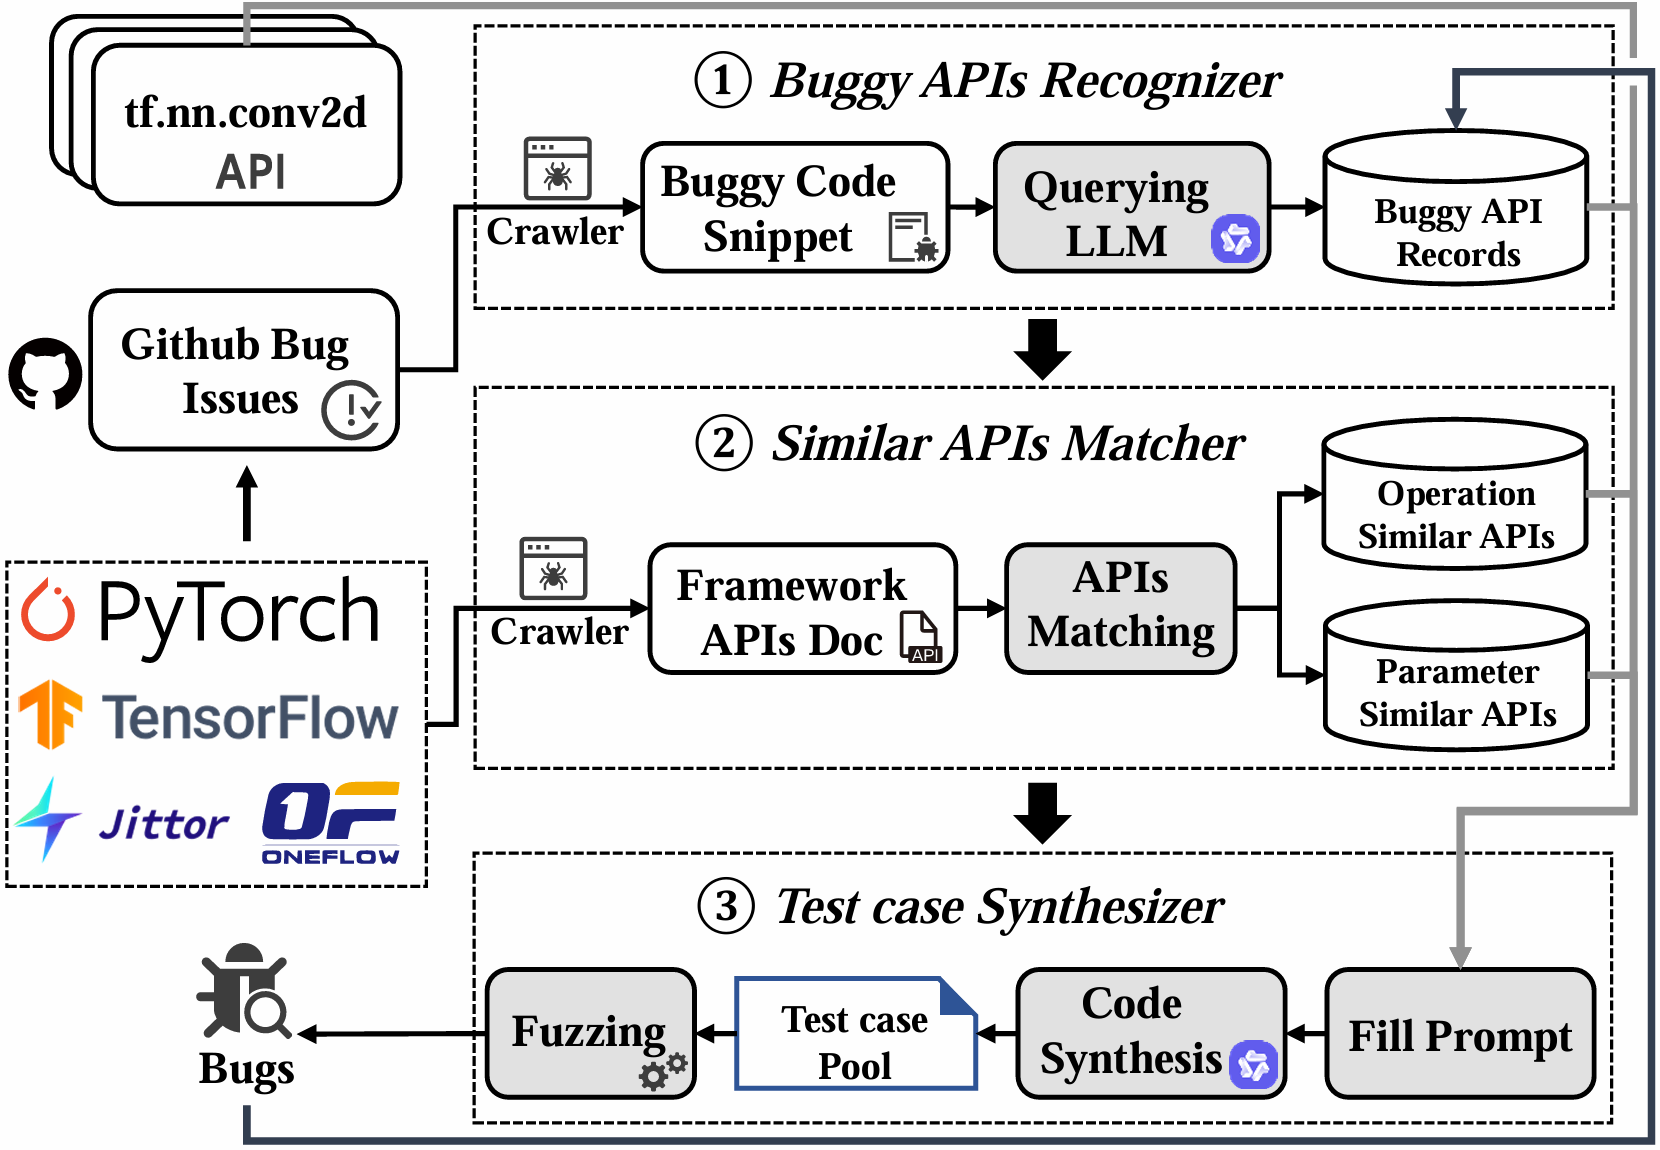 tf.nn.conv2d
API
① Buggy APIs Recognizer
Crawler
Buggy Code
Snippet
Querying
LLM
Buggy API
Records
Github Bug
Issues
② Similar APIs Matcher
Crawler
Framework
APIs Doc
API
APIs
Matching
Operation
Similar APIs
Parameter
Similar APIs
PyTorch
TensorFlow
Jittor
OF
ONEFLOW
③ Test case Synthesizer
Fuzzing
Test case
Pool
Code
Synthesis
Fill Prompt
Bugs